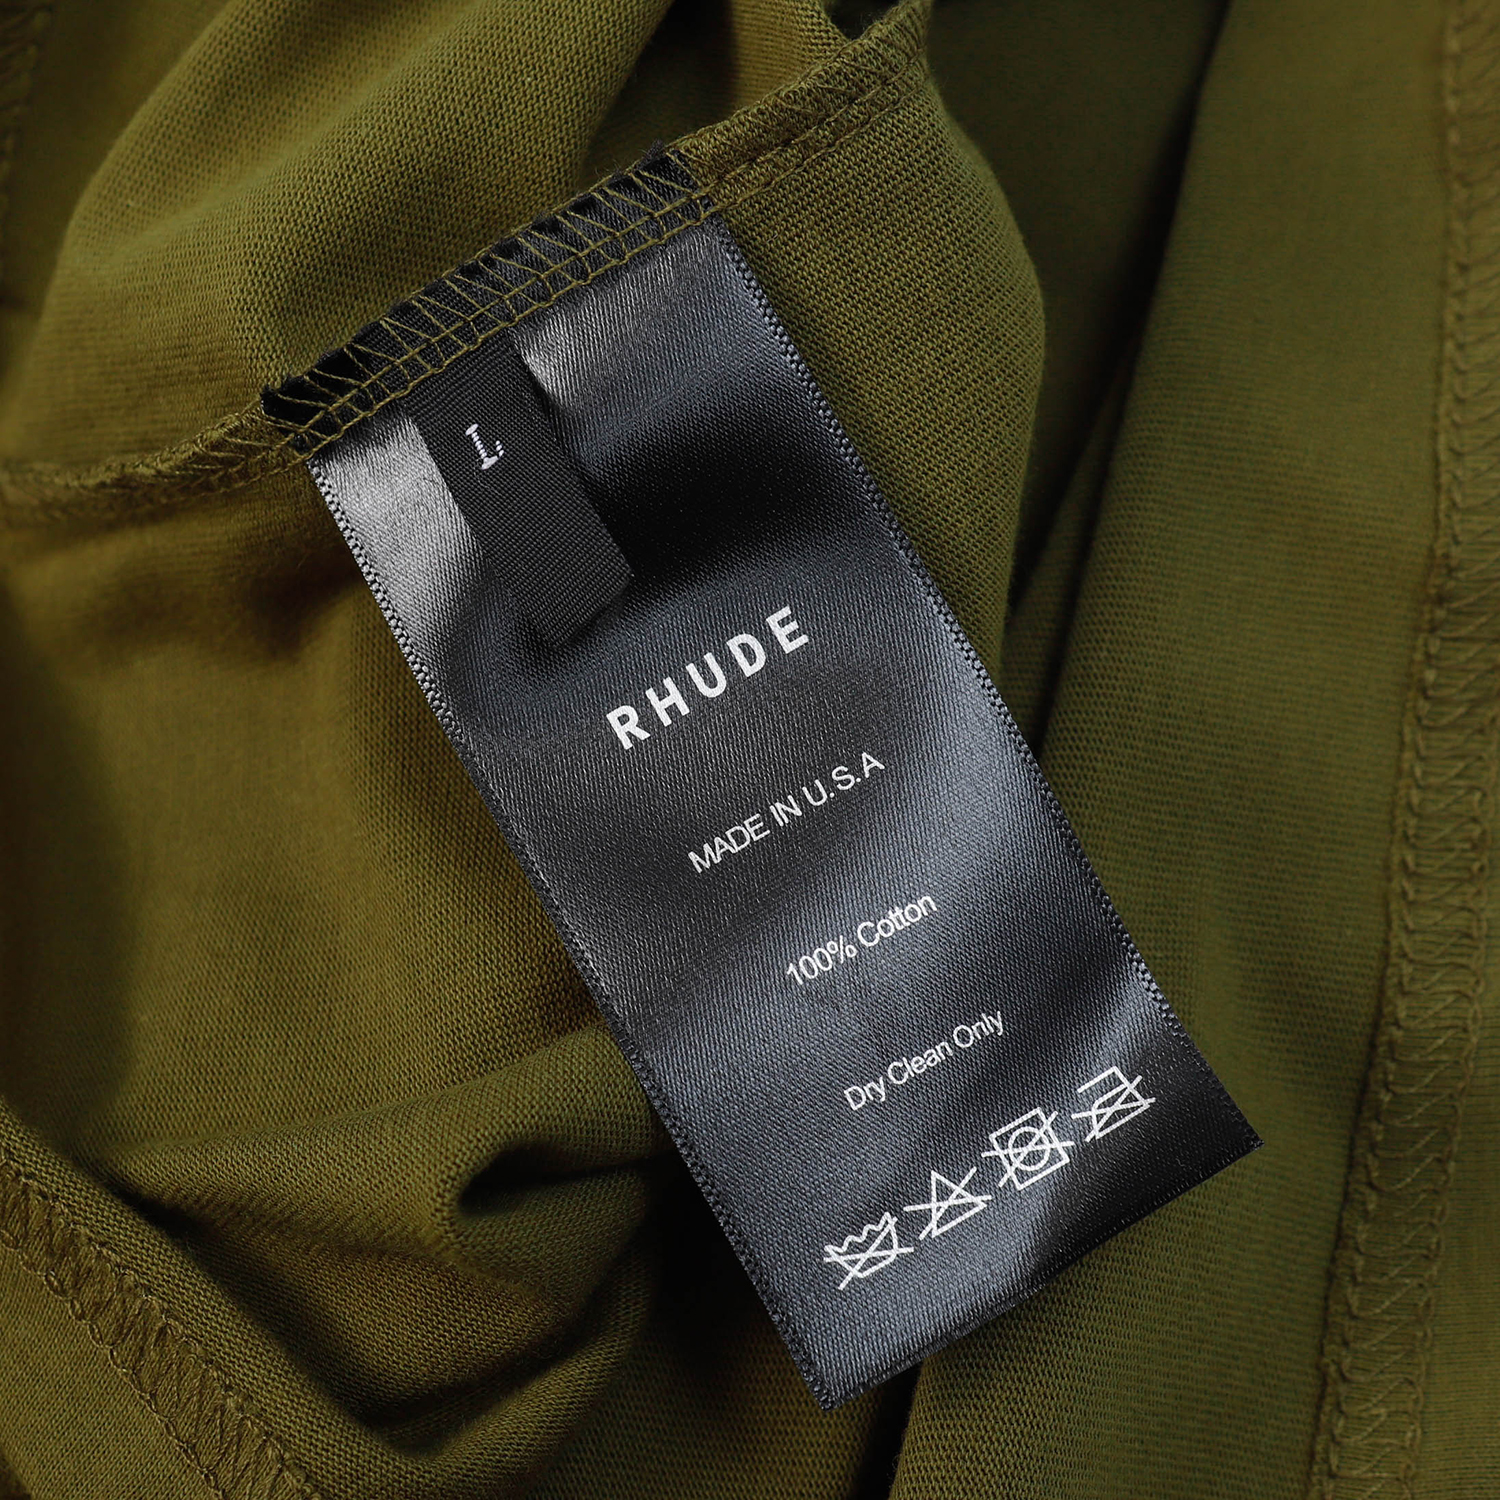 L
RHUDE
MADE IN U.S.A
100% Cotton
Dry Clean Only